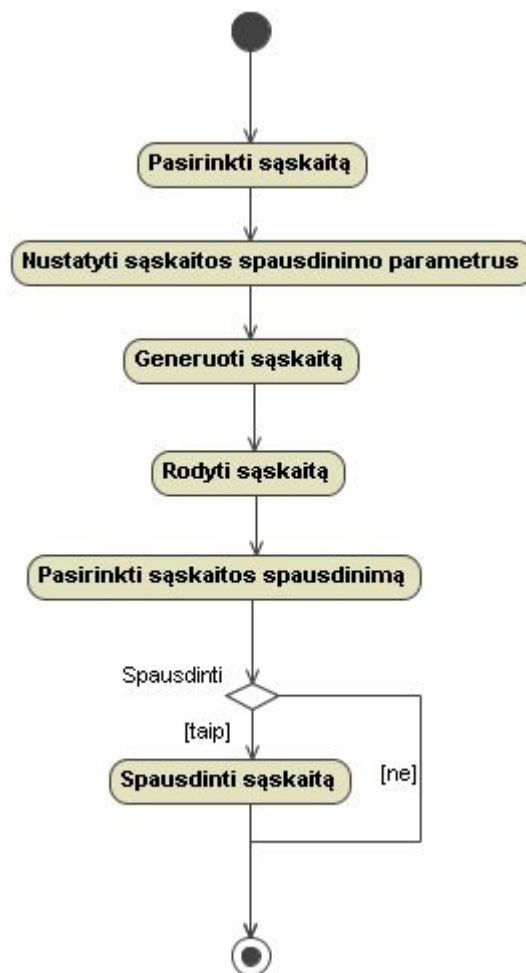 Pasirinkti sąskaitą
Nustatyti sąskaitos spausdinimo parametrus
Generuoti sąskaitą
Rodyti sąskaitą
Pasirinkti sąskaitos spausdinimą
Spausdinti
[taip]
[ne]
Spausdinti sąskaitą